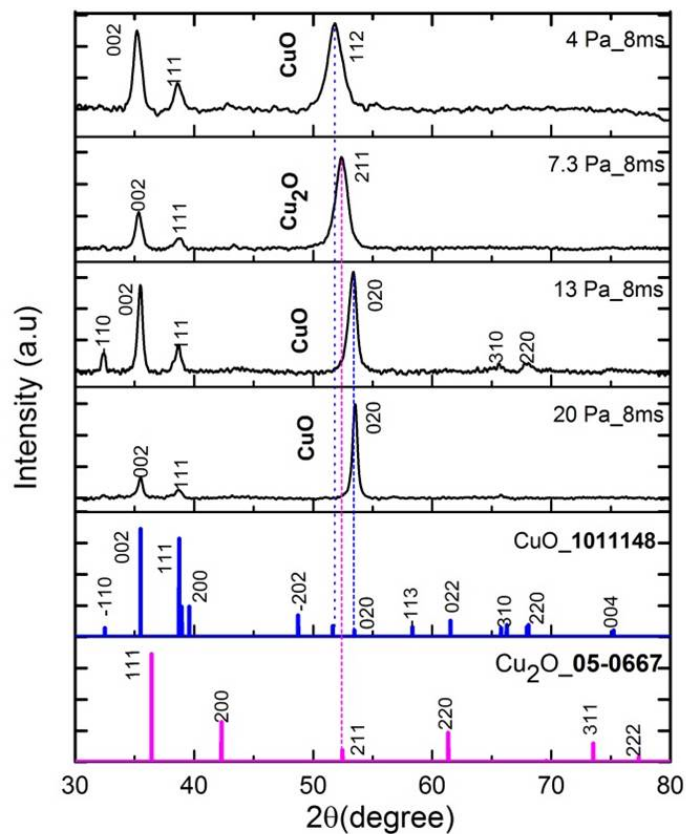 002
111
CuO
112
4 Pa_8ms
002
111
Cu2O
211
7.3 Pa_8ms
110
002
111
CuO
020
310
220
13 Pa_8ms
002
111
CuO
020
20 Pa_8ms
-110
002
111
200
-202
020
-113
022
310
220
004
CuO_1011148
111
200
211
220
311
222
Cu2O_05-0667
Intensity (a.u)
30 40 50 60 70 80
2θ(degree)